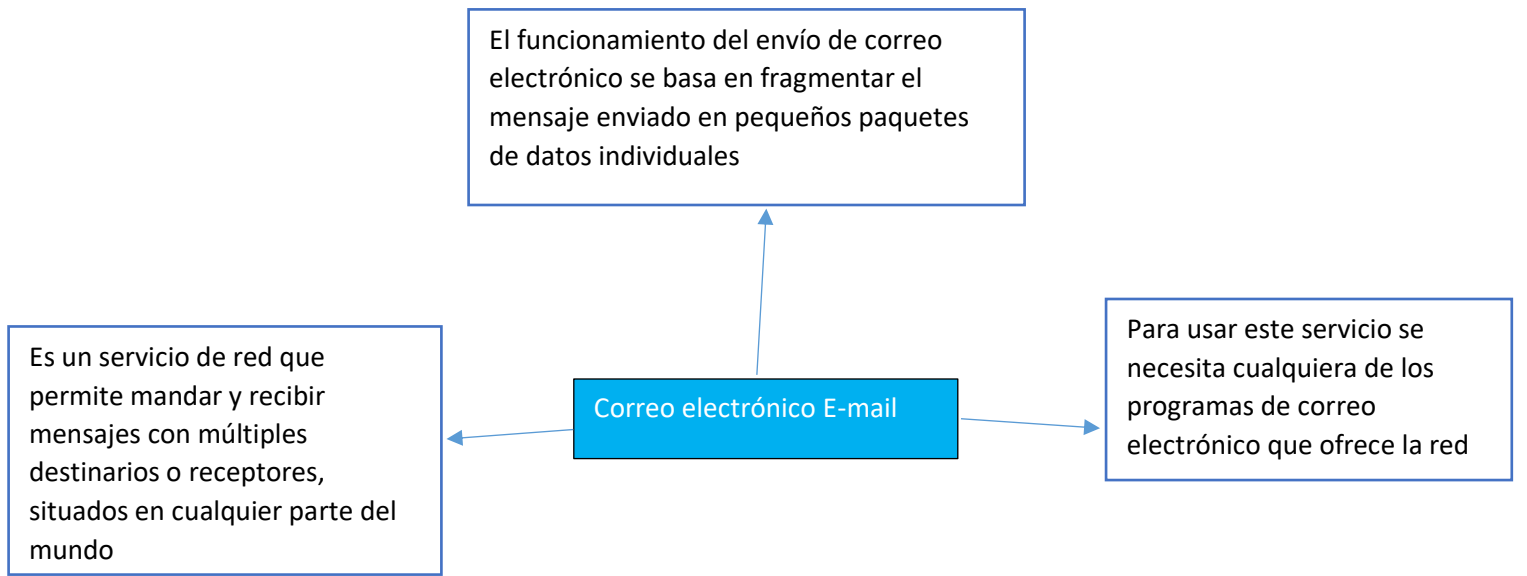 El funcionamiento del envío de correo
electrónico se basa en fragmentar el
mensaje enviado en pequeños paquetes
de datos individuales
Es un servicio de red que
permite mandar y recibir
mensajes con múltiples
destinarios o receptores,
situados en cualquier parte del
mundo
Correo electrónico E-mail
Para usar este servicio se
necesita cualquiera de los
programas de correo
electrónico que ofrece la red